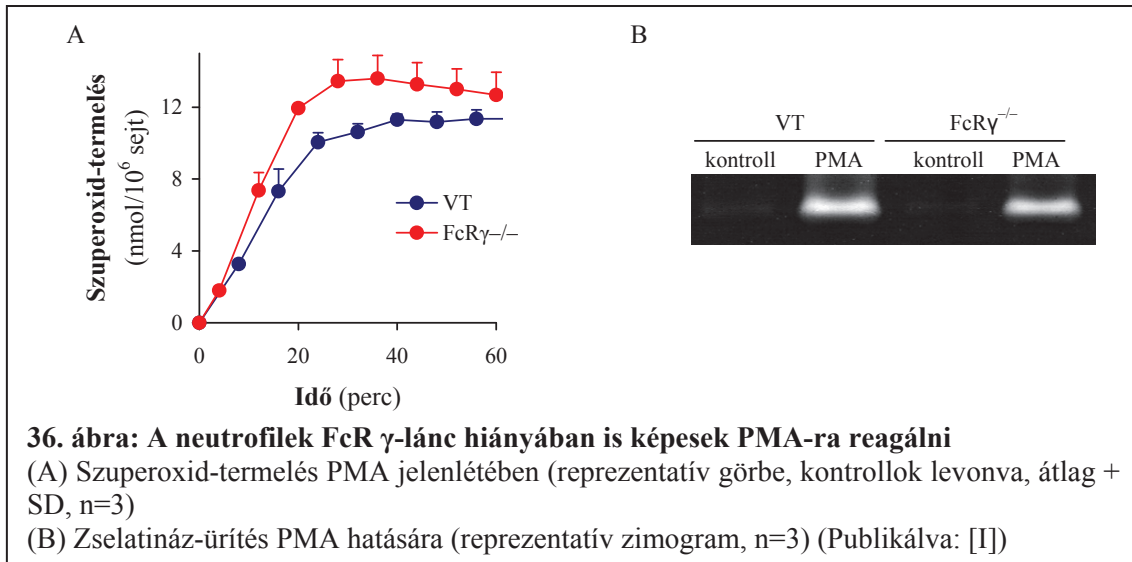 A
Szuperoxid-termelés
(nmol/10⁶ sejt)
12
8
4
0
VT
FcRγ–/–
0 20 40 60
Idő (perc)
B
VT FcRγ⁻/⁻
kontroll PMA kontroll PMA
36. ábra: A neutrofilek FcR γ-lánc hiányában is képesek PMA-ra reagálni
(A) Szuperoxid-termelés PMA jelenlétében (reprezentatív görbe, kontrollok levonva, átlag +
SD, n=3)
(B) Zselatináz-ürítés PMA hatására (reprezentatív zimogram, n=3) (Publikálva: [I])